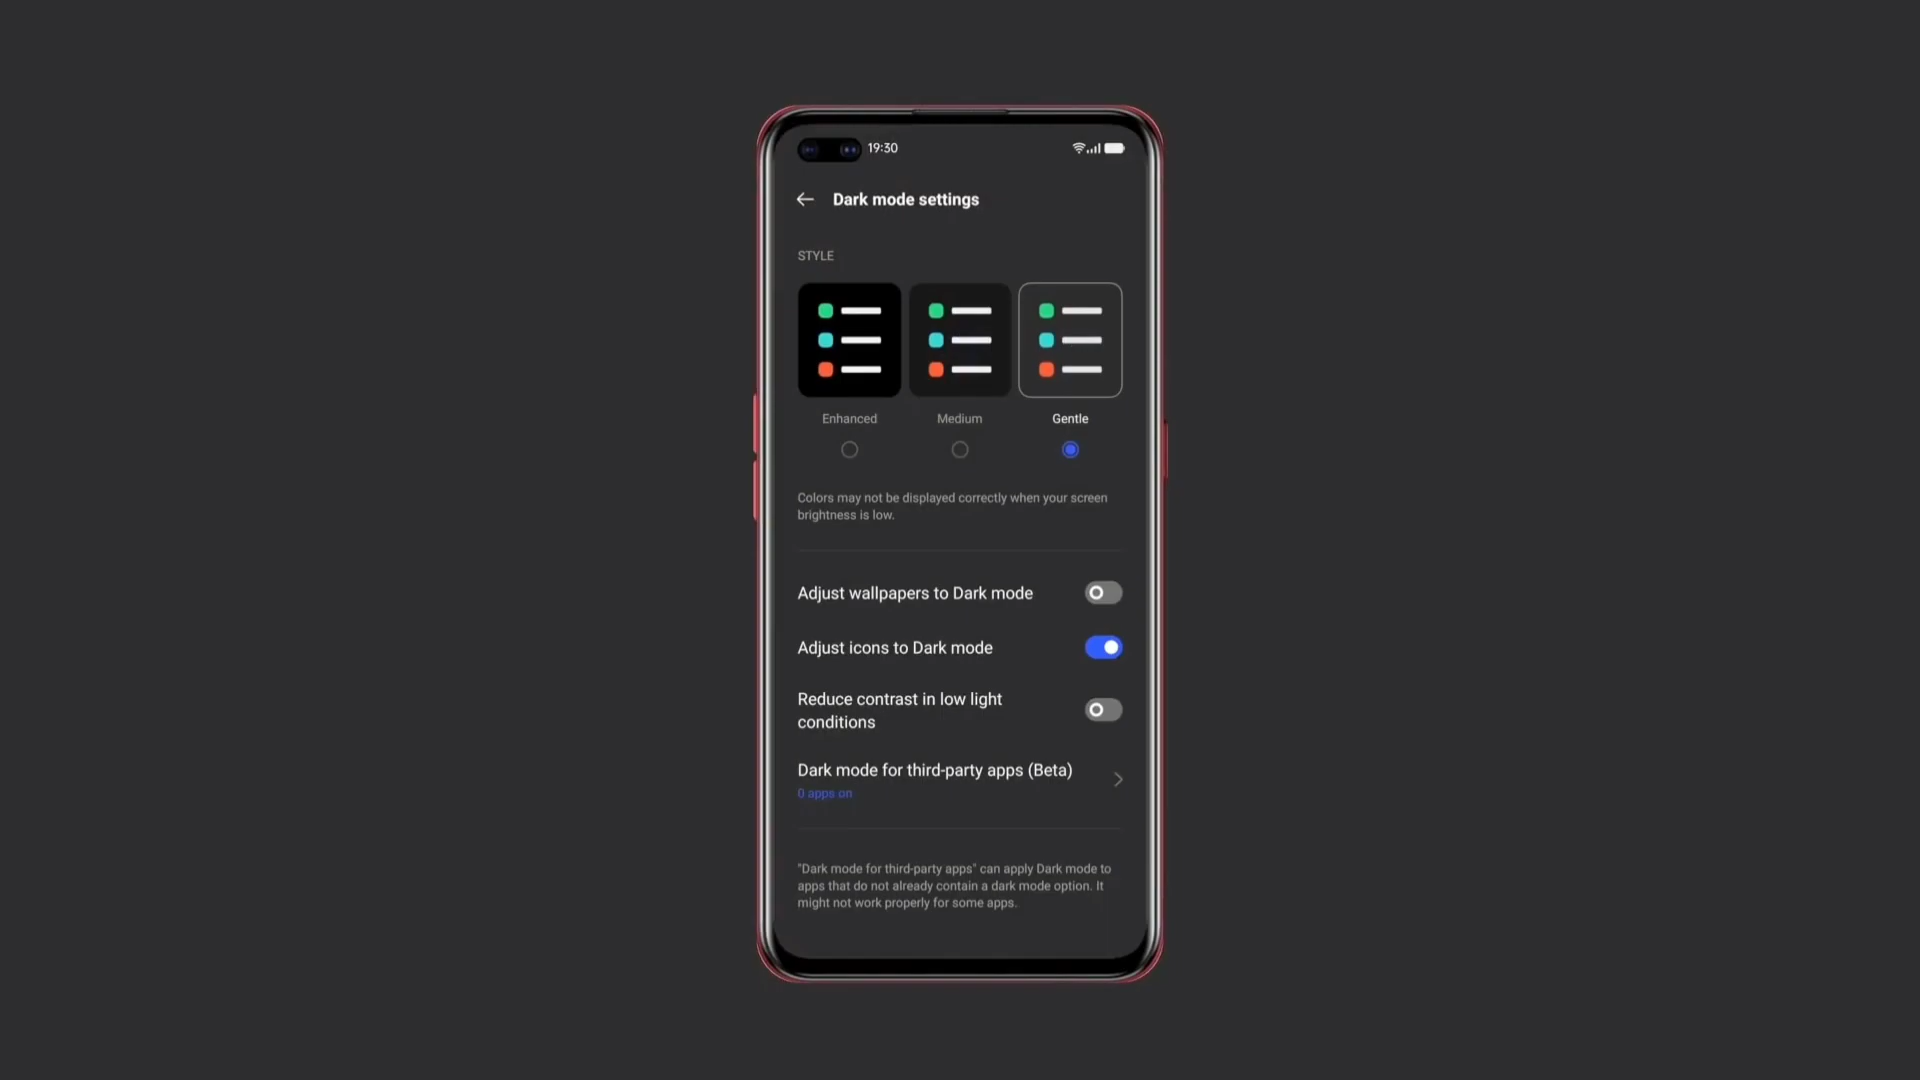 19:30
Dark mode settings
STYLE
Enhanced
Medium
Gentle
Colors may not be displayed correctly when your screen
brightness is low.
Adjust wallpapers to Dark mode
Adjust icons to Dark mode
Reduce contrast in low light
conditions
Dark mode for third-party apps (Beta)
0 apps on
"Dark mode for third-party apps" can apply Dark mode to
apps that do not already contain a dark mode option. It
might not work properly for some apps.